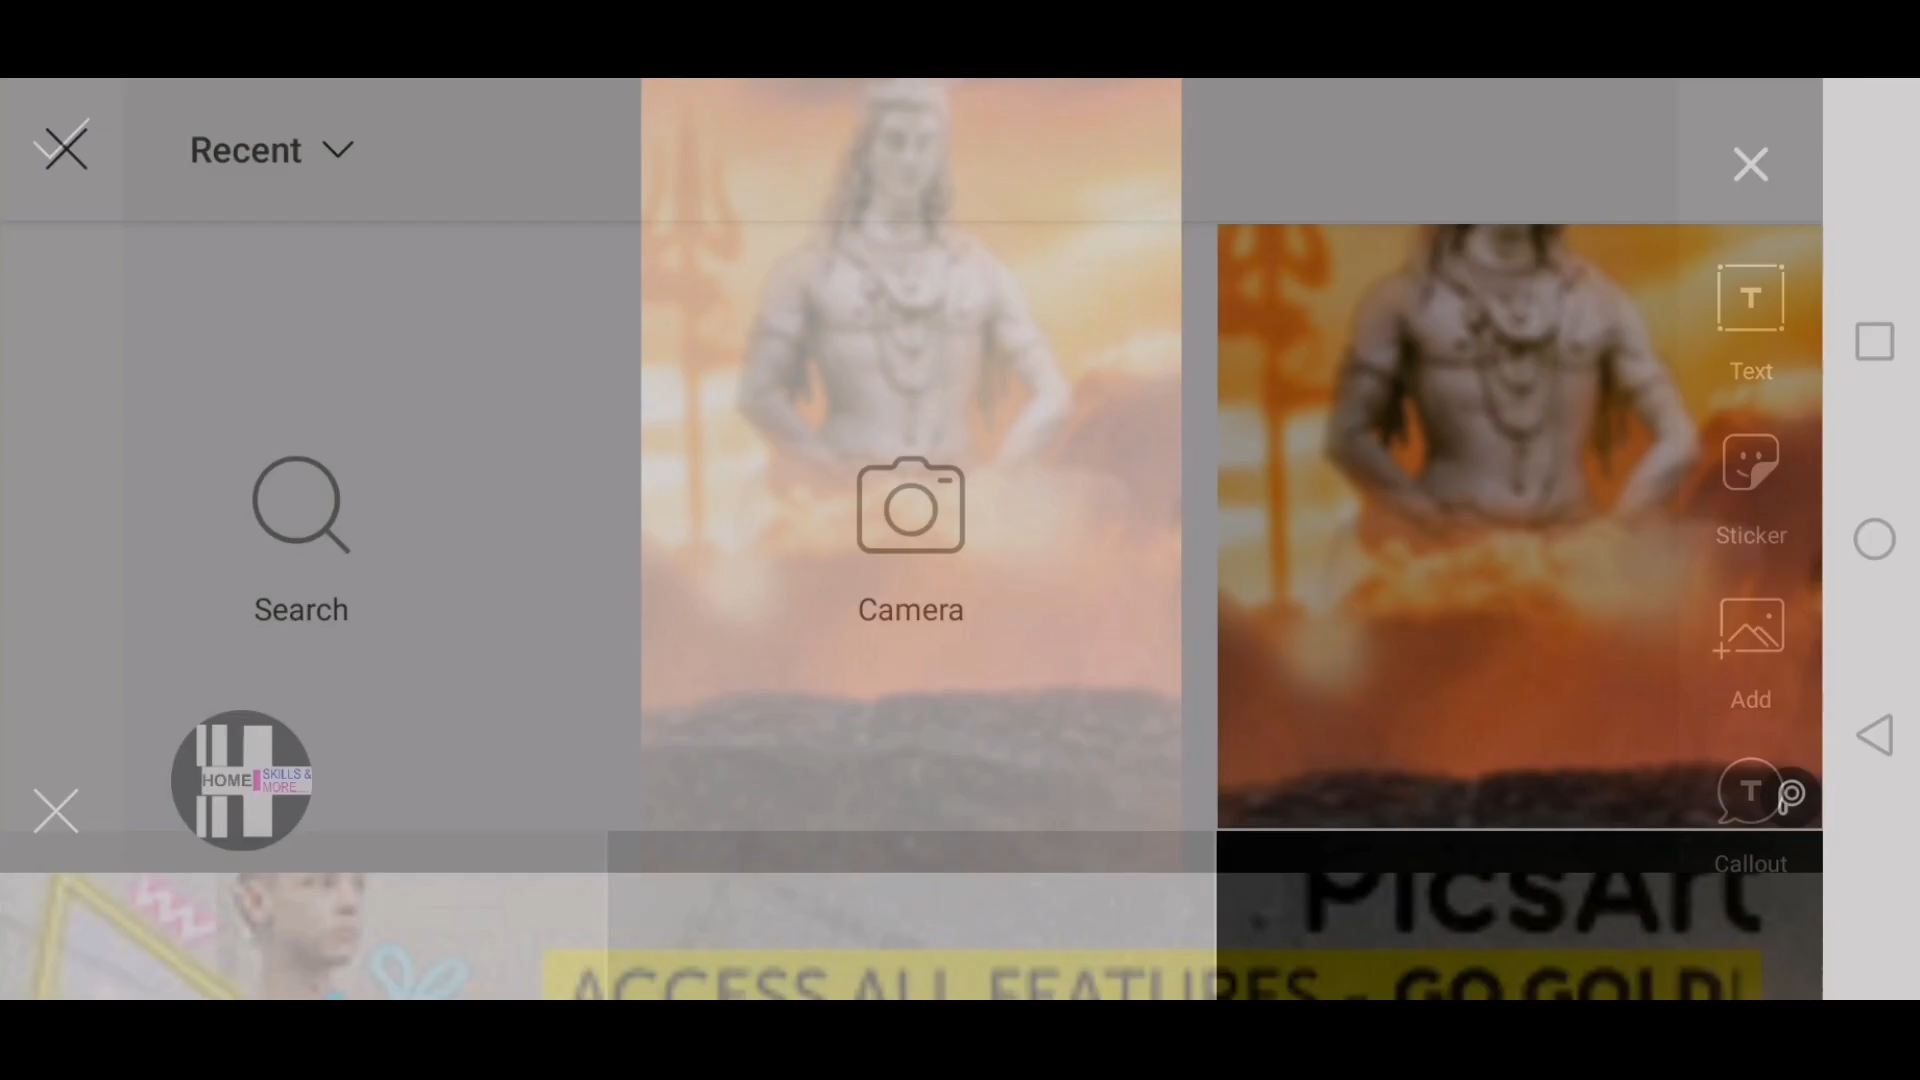 Recent
T
Text
Sticker
Search
Camera
Add
HOME SKILLS &
MORE...
T
Callout
PicsArt
ACCESS ALL FEATURES - GO GOLD!